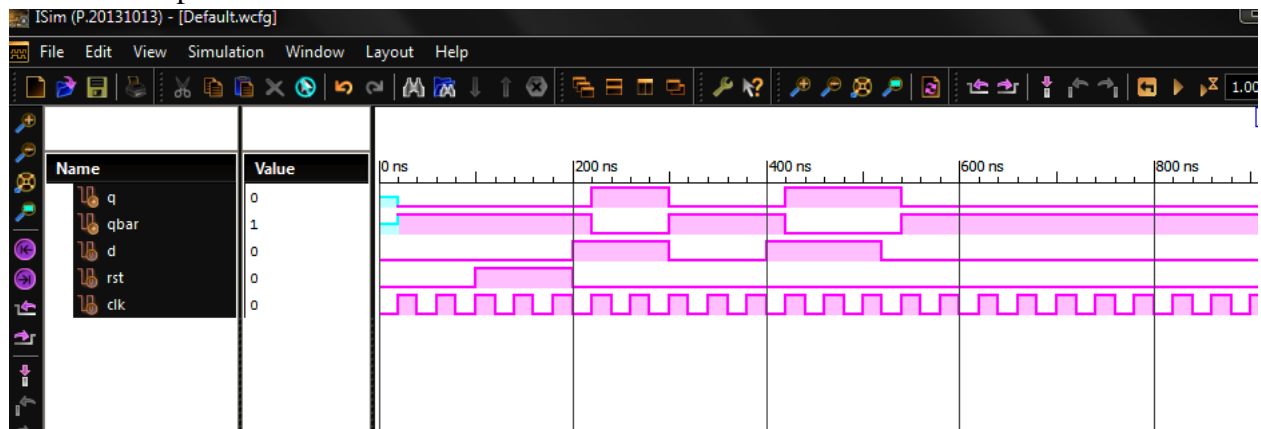 ISim (P.20131013) - [Default.wcfg]
File Edit View Simulation Window Layout Help
1.00
Name Value
0 ns 200 ns 400 ns 600 ns 800 ns
q 0
qbar 1
d 0
rst 0
clk 0